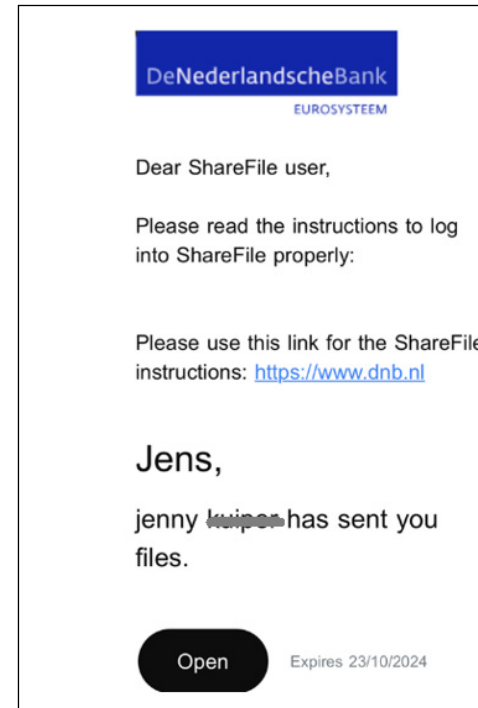 DeNederlandscheBank
EUROSYSTEEM
Dear ShareFile user,
Please read the instructions to log
into ShareFile properly:
Please use this link for the ShareFile
instructions: https://www.dnb.nl
Jens,
jenny has sent you
files.
Open Expires 23/10/2024